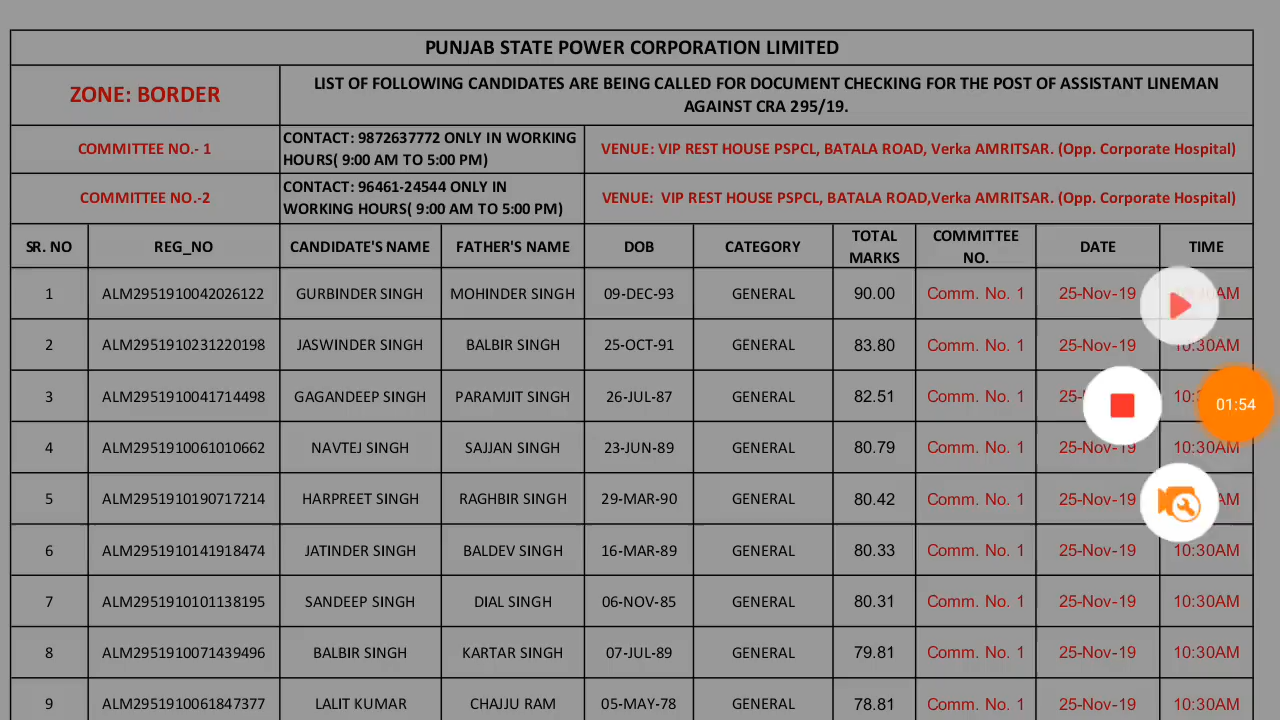 PUNJAB STATE POWER CORPORATION LIMITED
ZONE: BORDER
LIST OF FOLLOWING CANDIDATES ARE BEING CALLED FOR DOCUMENT CHECKING FOR THE POST OF ASSISTANT LINEMAN
AGAINST CRA 295/19.
COMMITTEE NO.- 1
CONTACT: 9872637772 ONLY IN WORKING
HOURS( 9:00 AM TO 5:00 PM)
VENUE: VIP REST HOUSE PSPCL, BATALA ROAD, Verka AMRITSAR. (Opp. Corporate Hospital)
COMMITTEE NO.-2
CONTACT: 96461-24544 ONLY IN
WORKING HOURS( 9:00 AM TO 5:00 PM)
VENUE: VIP REST HOUSE PSPCL, BATALA ROAD,Verka AMRITSAR. (Opp. Corporate Hospital)
SR. NO REG_NO CANDIDATE'S NAME FATHER'S NAME DOB CATEGORY TOTAL MARKS COMMITTEE NO. DATE TIME
1 ALM2951910042026122 GURBINDER SINGH MOHINDER SINGH 09-DEC-93 GENERAL 90.00 Comm. No. 1 25-Nov-19
2 ALM2951910231220198 JASWINDER SINGH BALBIR SINGH 25-OCT-91 GENERAL 83.80 Comm. No. 1 25-Nov-19 10:30AM
3 ALM2951910041714498 GAGANDEEP SINGH PARAMJIT SINGH 26-JUL-87 GENERAL 82.51 Comm. No. 1
4 ALM2951910061010662 NAVTEJ SINGH SAJJAN SINGH 23-JUN-89 GENERAL 80.79 Comm. No. 1 25-Nov-19 10:30AM
5 ALM2951910190717214 HARPREET SINGH RAGHBIR SINGH 29-MAR-90 GENERAL 80.42 Comm. No. 1 25-Nov-19
6 ALM2951910141918474 JATINDER SINGH BALDEV SINGH 16-MAR-89 GENERAL 80.33 Comm. No. 1 25-Nov-19 10:30AM
7 ALM2951910101138195 SANDEEP SINGH DIAL SINGH 06-NOV-85 GENERAL 80.31 Comm. No. 1 25-Nov-19 10:30AM
8 ALM2951910071439496 BALBIR SINGH KARTAR SINGH 07-JUL-89 GENERAL 79.81 Comm. No. 1 25-Nov-19 10:30AM
9 ALM2951910061847377 LALIT KUMAR CHAJJU RAM 05-MAY-78 GENERAL 78.81 Comm. No. 1 25-Nov-19 10:30AM
01:54